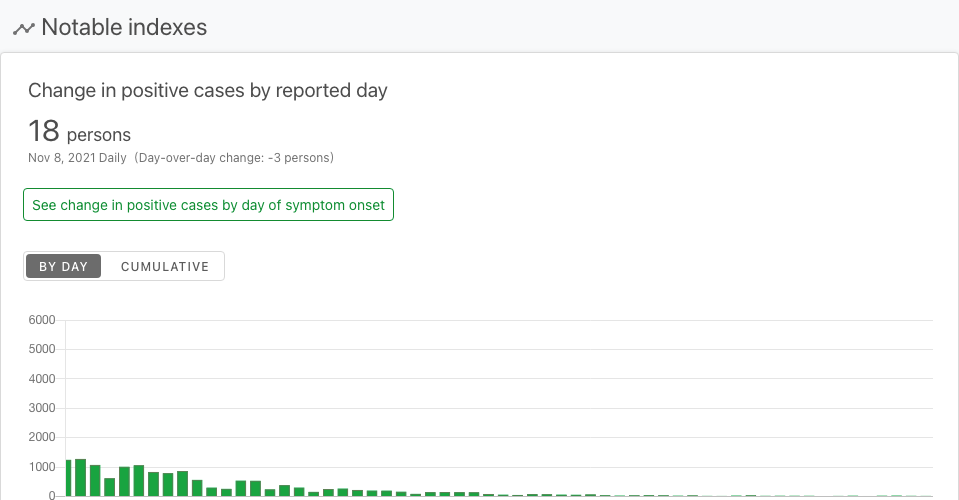 Notable indexes
Change in positive cases by reported day
18 persons
Nov 8, 2021 Daily (Day-over-day change: -3 persons)
See change in positive cases by day of symptom onset
BY DAY CUMULATIVE
6000
5000
4000
3000
2000
1000
0